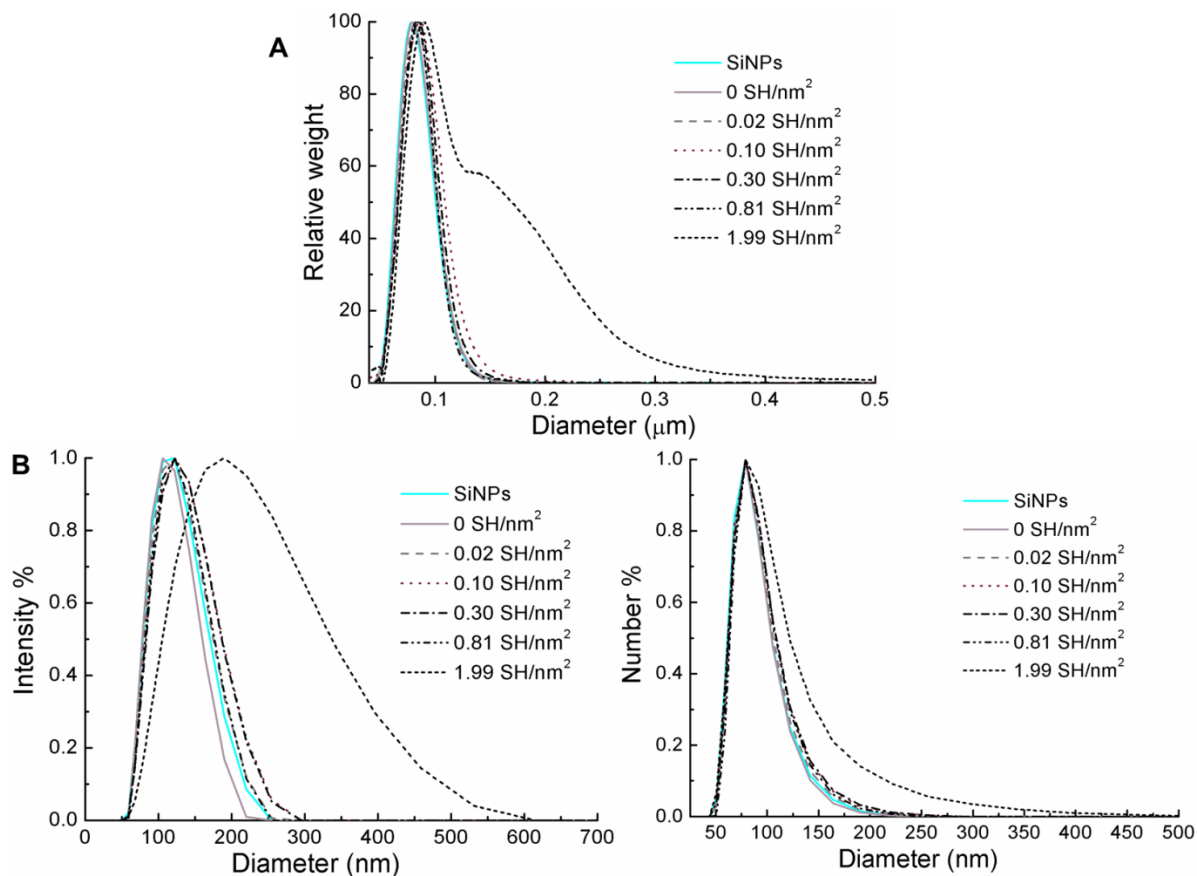 A
Relative weight
100
80
60
40
20
0
0.1
0.2
0.3
0.4
0.5
Diameter (μm)
SiNPs
0 SH/nm²
0.02 SH/nm²
0.10 SH/nm²
0.30 SH/nm²
0.81 SH/nm²
1.99 SH/nm²
B
Intensity %
1.0
0.8
0.6
0.4
0.2
0.0
0
100
200
300
400
500
600
700
Diameter (nm)
SiNPs
0 SH/nm²
0.02 SH/nm²
0.10 SH/nm²
0.30 SH/nm²
0.81 SH/nm²
1.99 SH/nm²
Number %
1.0
0.8
0.6
0.4
0.2
0.0
50
100
150
200
250
300
350
400
450
500
Diameter (nm)
SiNPs
0 SH/nm²
0.02 SH/nm²
0.10 SH/nm²
0.30 SH/nm²
0.81 SH/nm²
1.99 SH/nm²